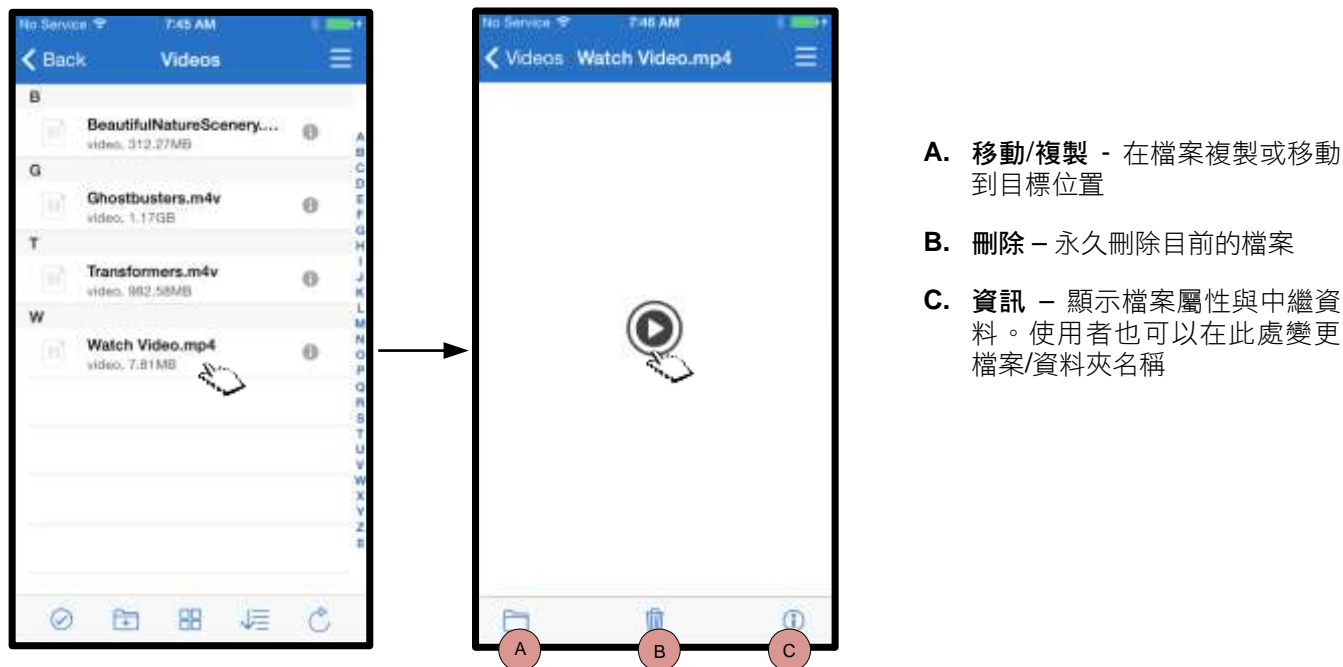 No Service 7:45 AM
Back Videos
B
BeautifulNatureScenery....
video, 312.27MB
G
Ghostbusters.m4v
video, 1.17GB
T
Transformers.m4v
video, 982.58MB
W
Watch Video.mp4
video, 7.81MB
A
B
C
D
E
F
G
H
I
J
K
L
M
N
O
P
Q
R
S
T
U
V
W
X
Y
Z
#
No Service 7:46 AM
Videos Watch Video.mp4
A
B
C
A. 移動/複製 - 在檔案複製或移動
到目標位置
B. 刪除 – 永久刪除目前的檔案
C. 資訊 – 顯示檔案屬性與中繼資
料。使用者也可以在此處變更
檔案/資料夾名稱